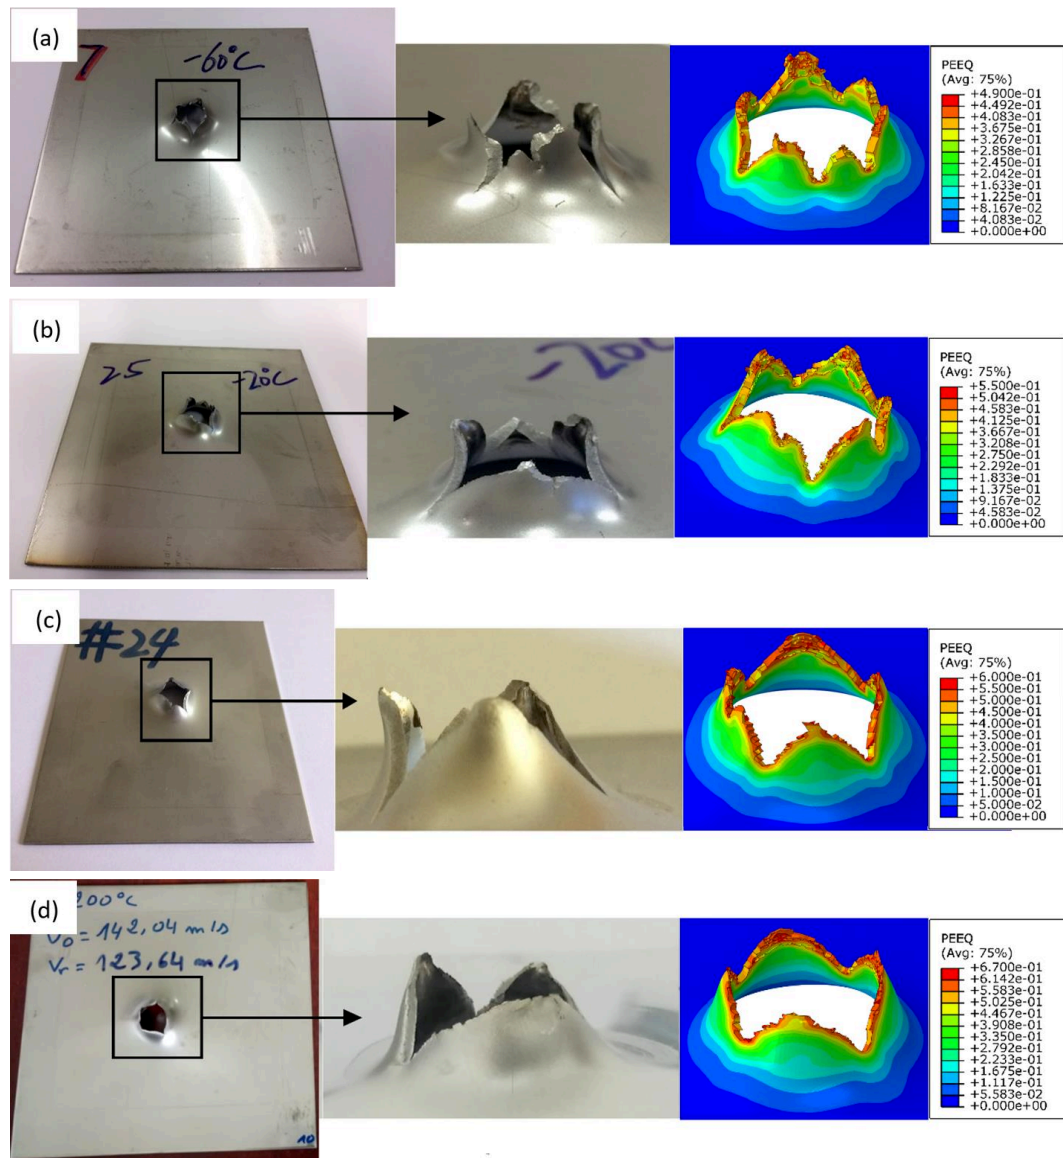 (a)
7
-60°C
PEEQ
(Avg: 75%)
+4.900e-01
+4.492e-01
+4.083e-01
+3.675e-01
+3.267e-01
+2.858e-01
+2.450e-01
+2.042e-01
+1.633e-01
+1.225e-01
+8.167e-02
+4.083e-02
+0.000e+00
(b)
25
-20°C
-20C
PEEQ
(Avg: 75%)
+5.500e-01
+5.042e-01
+4.583e-01
+4.125e-01
+3.667e-01
+3.208e-01
+2.750e-01
+2.292e-01
+1.833e-01
+1.375e-01
+9.167e-02
+4.583e-02
+0.000e+00
(c)
#24
PEEQ
(Avg: 75%)
+6.000e-01
+5.500e-01
+5.000e-01
+4.500e-01
+4.000e-01
+3.500e-01
+3.000e-01
+2.500e-01
+2.000e-01
+1.500e-01
+1.000e-01
+5.000e-02
+0.000e+00
(d)
200°C
V0 = 142,04 m/s
Vr = 123,64 m/s
10
PEEQ
(Avg: 75%)
+6.700e-01
+6.142e-01
+5.583e-01
+5.025e-01
+4.467e-01
+3.908e-01
+3.350e-01
+2.792e-01
+2.233e-01
+1.675e-01
+1.117e-01
+5.583e-02
+0.000e+00